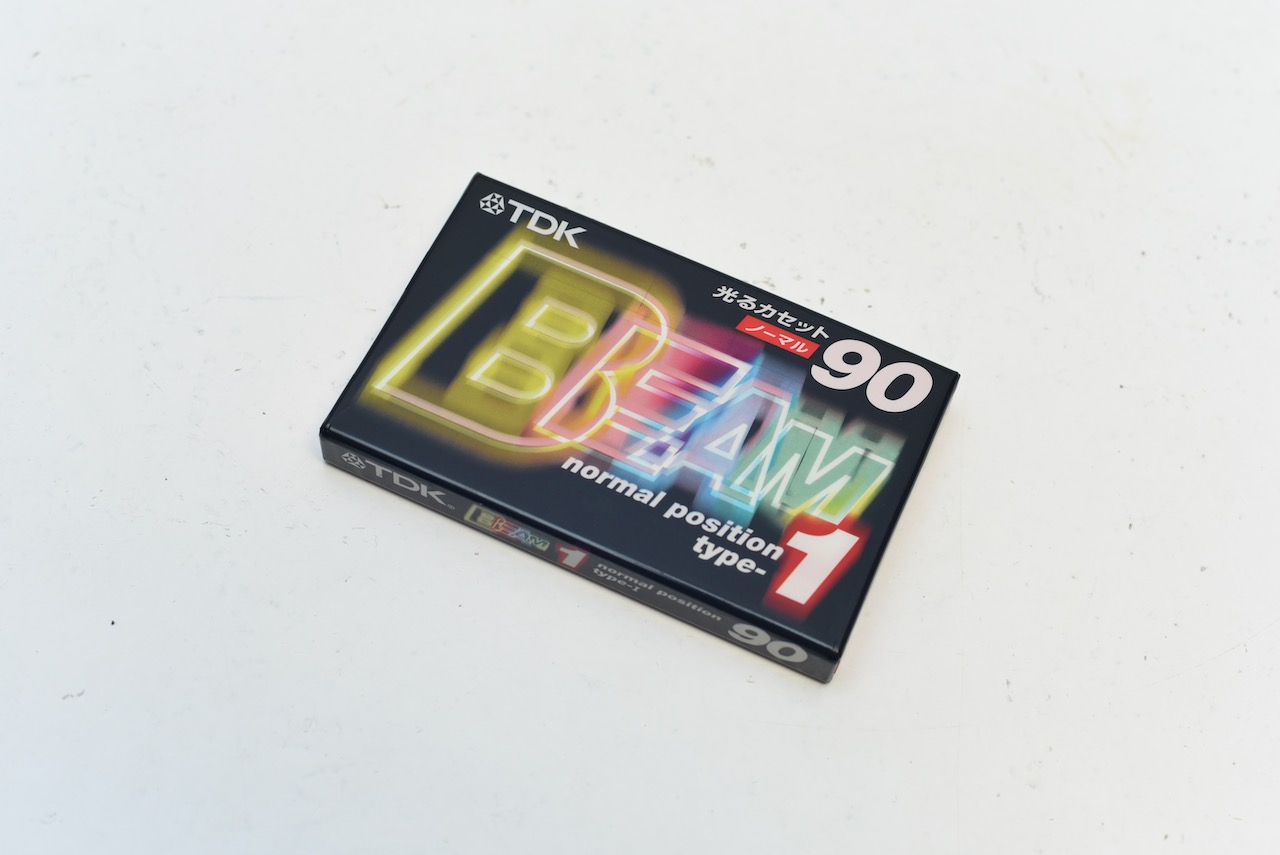 TDK
光るカセット
ノーマル
90
BEAM
normal position
type-1
TDK
BEAM 1 normal position
type-I
90